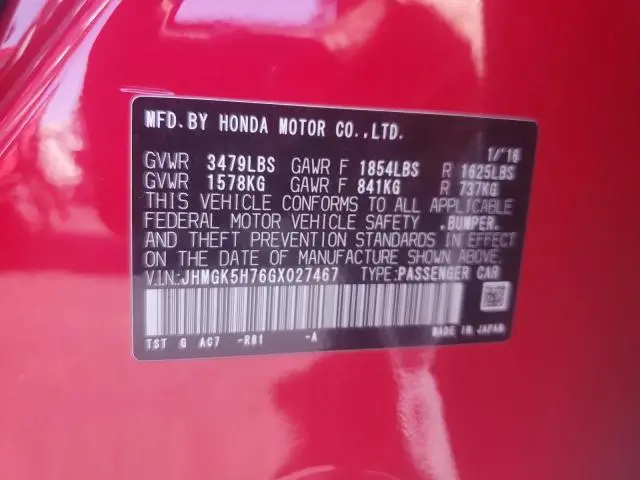 MFD.BY HONDA MOTOR CO.,LTD.
1/'16
GVWR 3479LBS GAWR F 1854LBS R 1625LBS
GVWR 1578KG GAWR F 841KG R 737KG
THIS VEHICLE CONFORMS TO ALL APPLICABLE
FEDERAL MOTOR VEHICLE SAFETY ,BUMPER,
AND THEFT PREVENTION STANDARDS IN EFFECT
ON THE DATE OF MANUFACTURE SHOWN ABOVE.
V.I.N:JHMGK5H76GX027467 TYPE:PASSENGER CAR
TST G AC7 -R81 -A MADE IN JAPAN